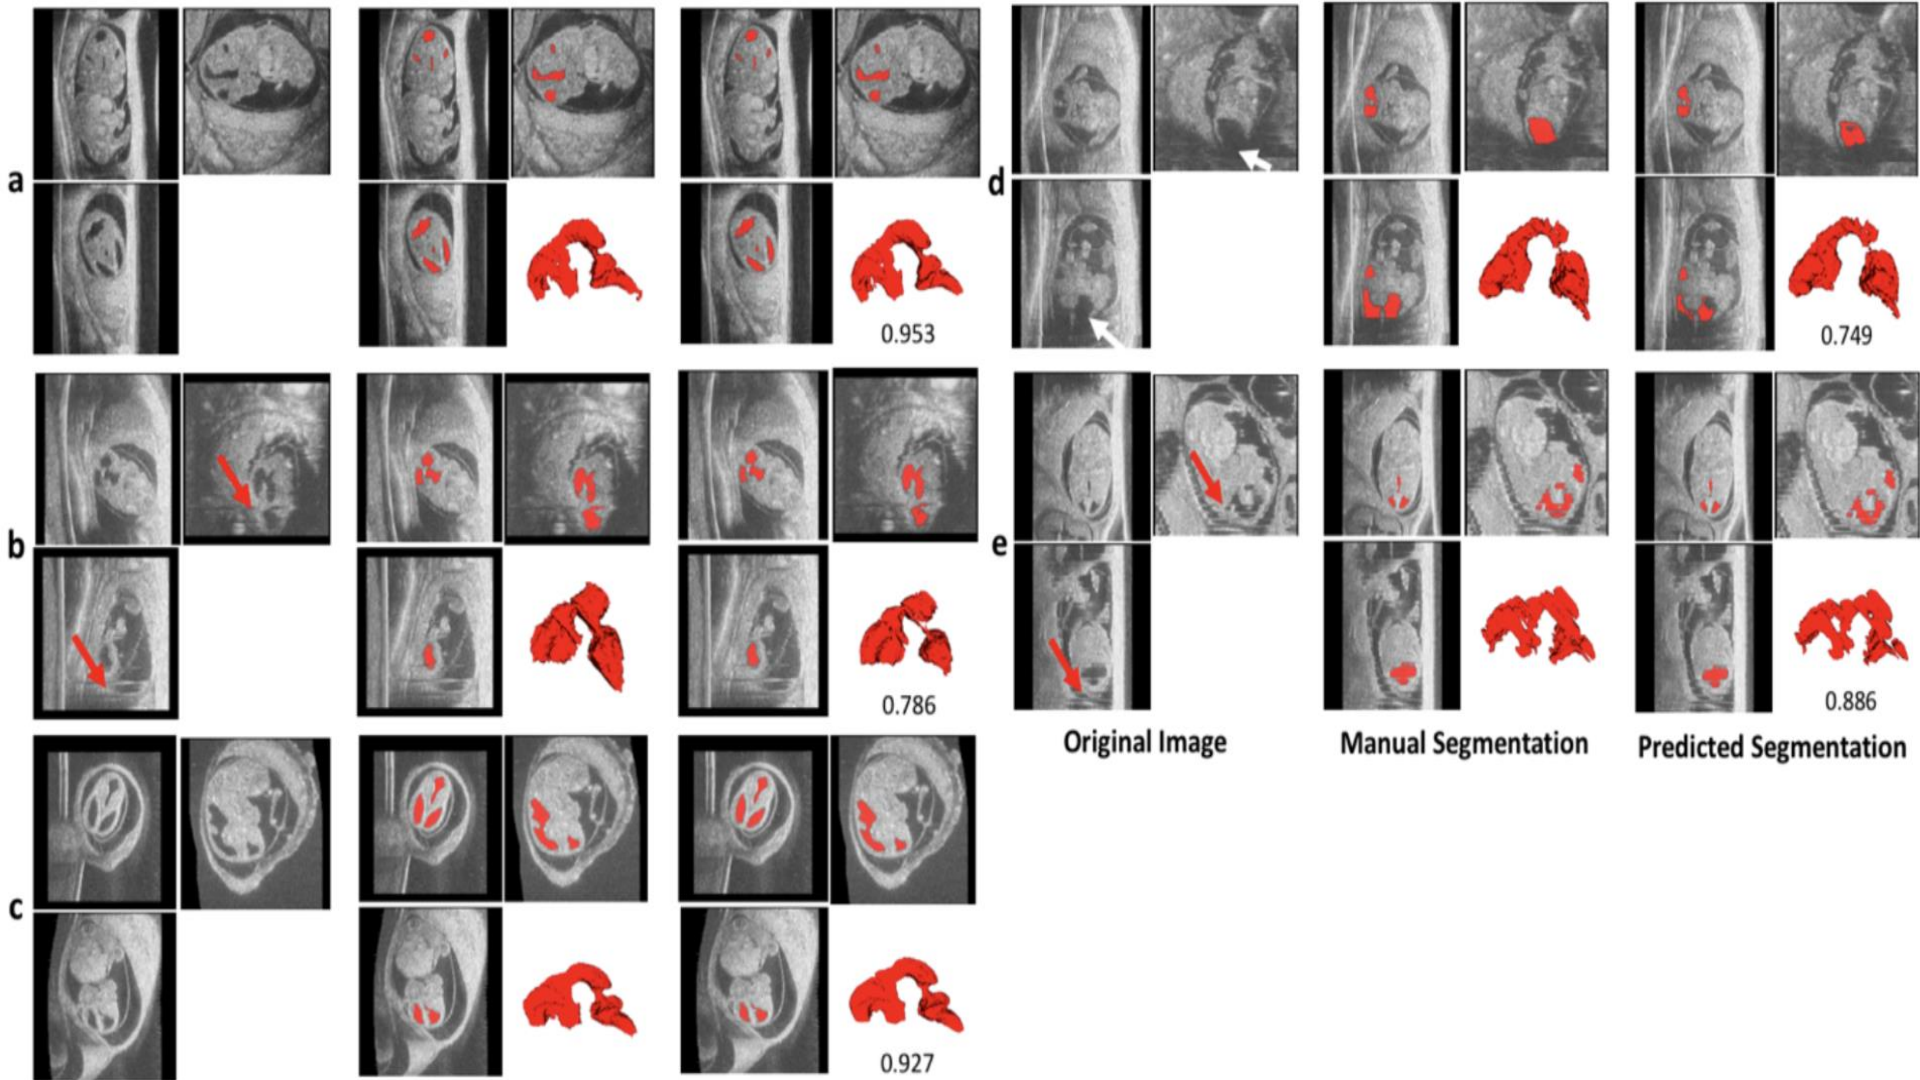 a
0.953
b
0.786
c
0.927
d
0.749
e
0.886
Original Image
Manual Segmentation
Predicted Segmentation